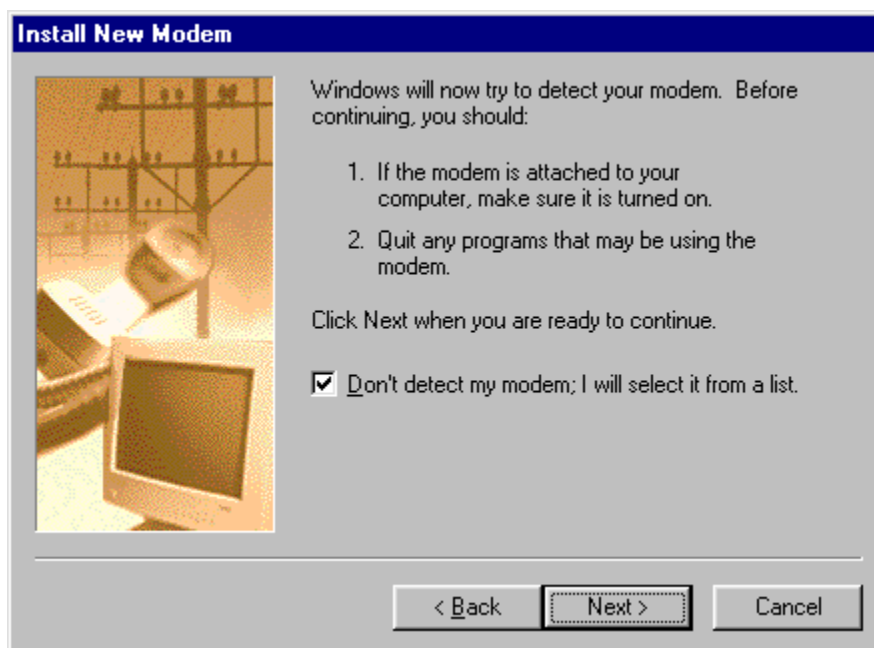 Install New Modem
Windows will now try to detect your modem.  Before
continuing, you should:
1.  If the modem is attached to your
computer, make sure it is turned on.
2.  Quit any programs that may be using the
modem.
Click Next when you are ready to continue.
Don't detect my modem; I will select it from a list.
< Back
Next >
Cancel